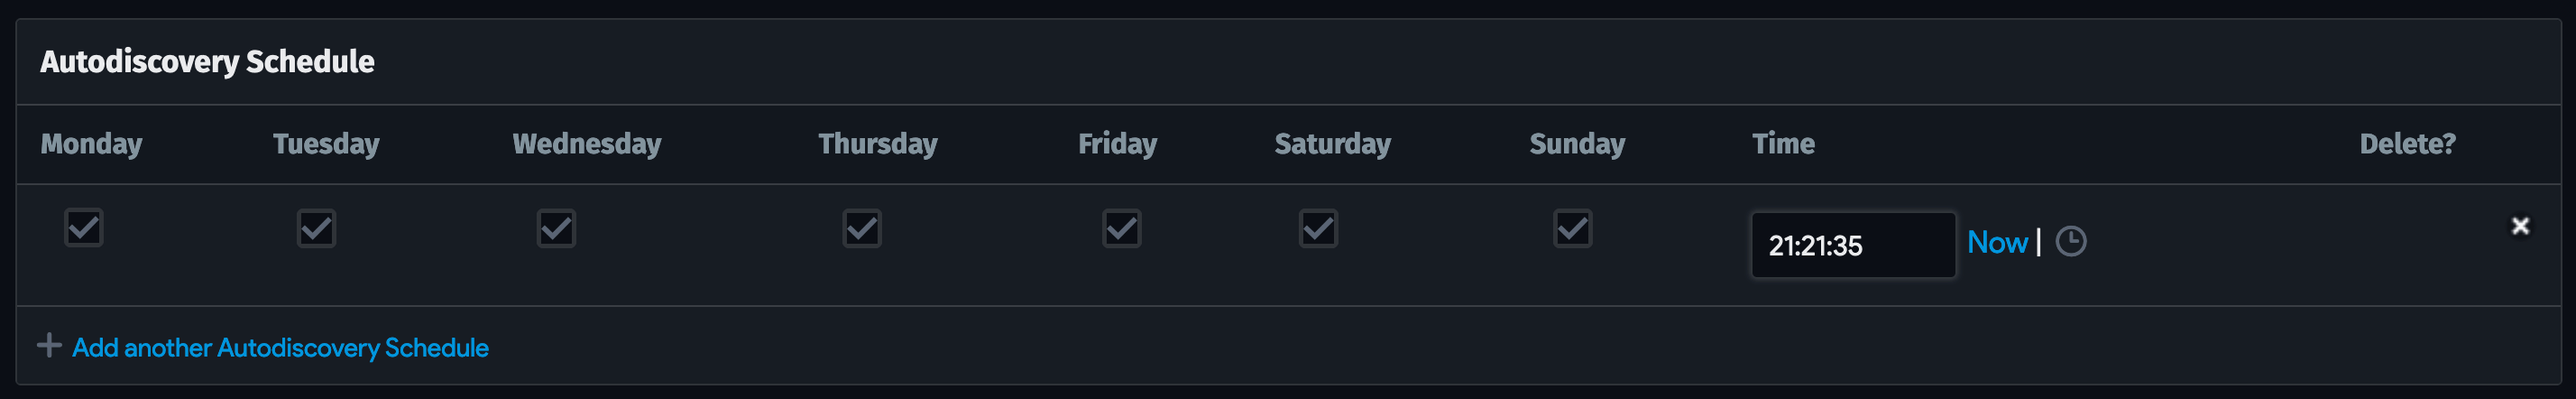 Autodiscovery Schedule
Monday Tuesday Wednesday Thursday Friday Saturday Sunday Time Delete?
21:21:35 Now |
Add another Autodiscovery Schedule